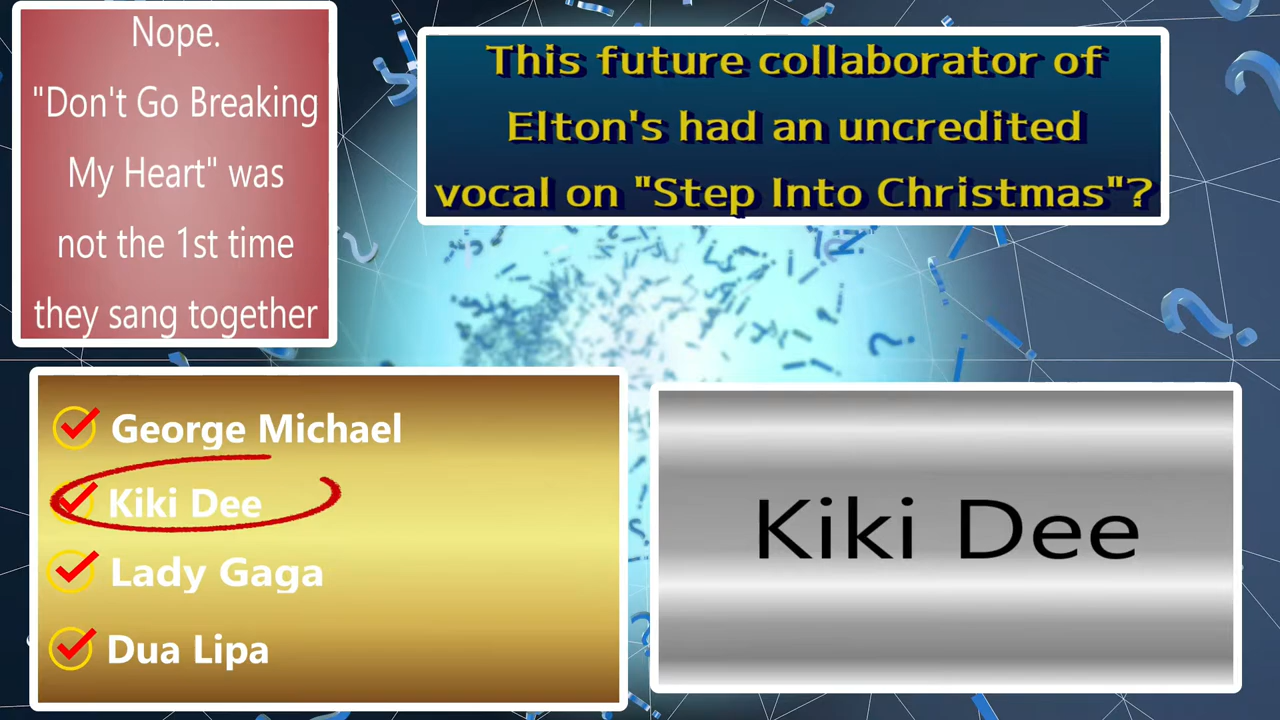 Nope.
"Don't Go Breaking
My Heart" was
not the 1st time
they sang together
This future collaborator of
Elton's had an uncredited
vocal on "Step Into Christmas"?
George Michael
Kiki Dee
Lady Gaga
Dua Lipa
Kiki Dee